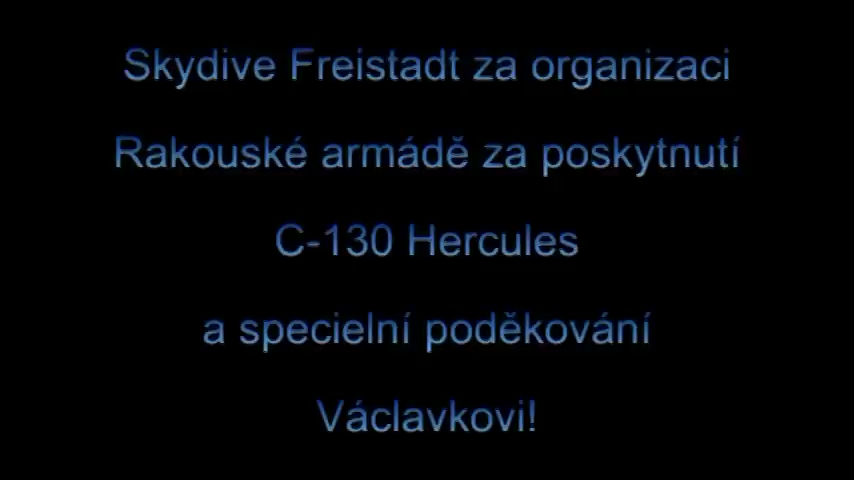 Skydive Freistadt za organizaci
Rakouské armádě za poskytnutí
C-130 Hercules
a specielní poděkování
Václavkovi!